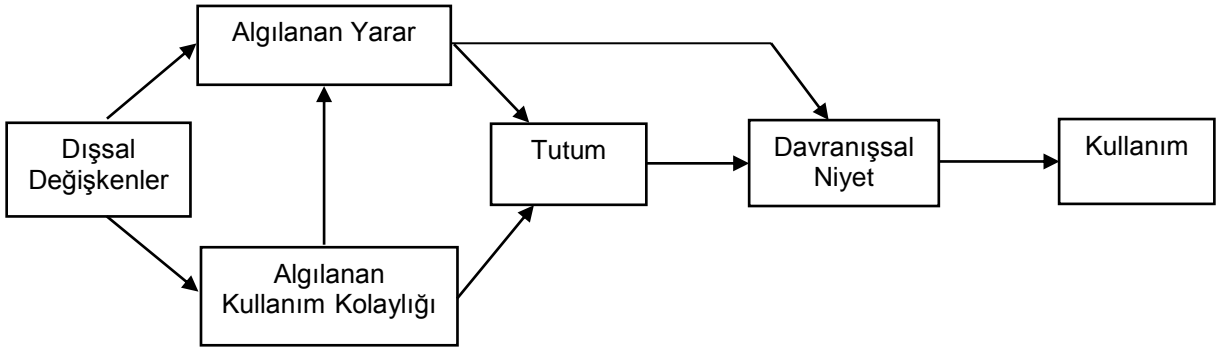 Algılanan Yarar
Dışsal
Değişkenler
Tutum
Davranışsal
Niyet
Kullanım
Algılanan
Kullanım Kolaylığı